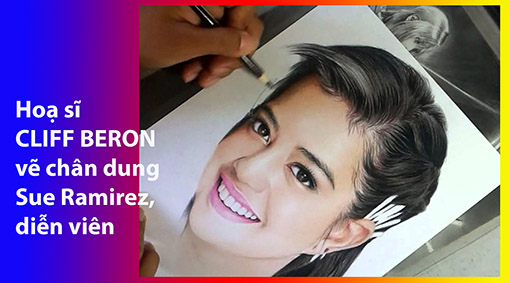 Hoạ sĩ
CLIFF BERON
vẽ chân dung
Sue Ramirez,
diễn viên